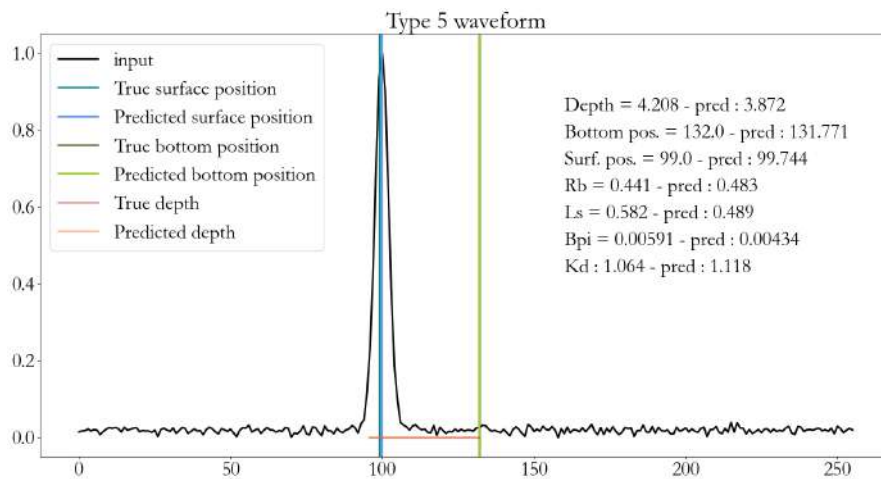 Type 5 waveform
1.0
0.8
0.6
0.4
0.2
0.0
input
True surface position
Predicted surface position
True bottom position
Predicted bottom position
True depth
Predicted depth
Depth = 4.208 - pred : 3.872
Bottom pos. = 132.0 - pred : 131.771
Surf. pos. = 99.0 - pred : 99.744
Rb = 0.441 - pred : 0.483
Ls = 0.582 - pred : 0.489
Bpi = 0.00591 - pred : 0.00434
Kd : 1.064 - pred : 1.118
0 50 100 150 200 250